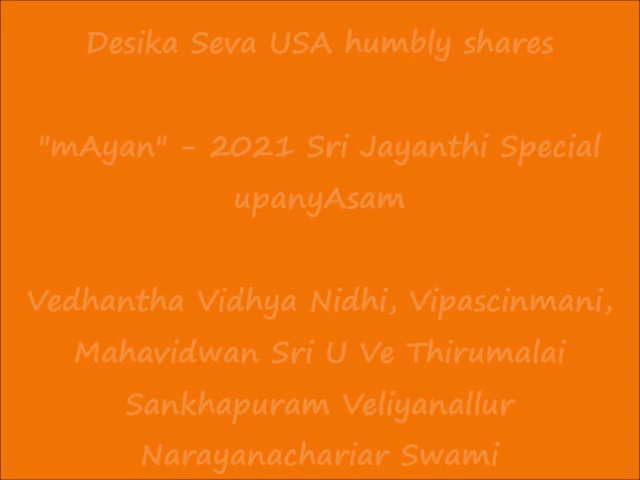 Desika Seva USA humbly shares
"mAyan" - 2021 Sri Jayanthi Special
upanyAsam
Vedhantha Vidhya Nidhi, Vipascinmani,
Mahavidwan Sri U Ve Thirumalai
Sankhapuram Veliyanallur
Narayanachariar Swami